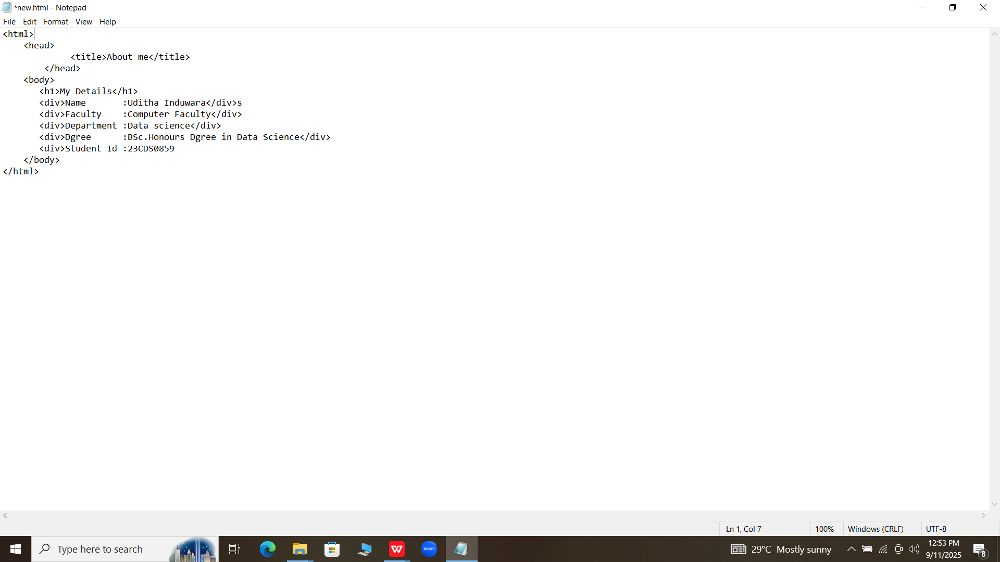 *new.html - Notepad
File Edit Format View Help
<html>
    <head>
             <title>About me</title>
        </head>
    <body>
       <h1>My Details</h1>
       <div>Name       :Uditha Induwara</div>s
       <div>Faculty    :Computer Faculty</div>
       <div>Department :Data science</div>
       <div>Dgree      :BSc.Honours Dgree in Data Science</div>
       <div>Student Id :23CDS0859
    </body>
</html>
Ln 1, Col 7 100% Windows (CRLF) UTF-8
Type here to search
W
zoom
29°C Mostly sunny
12:53 PM
9/11/2025
8